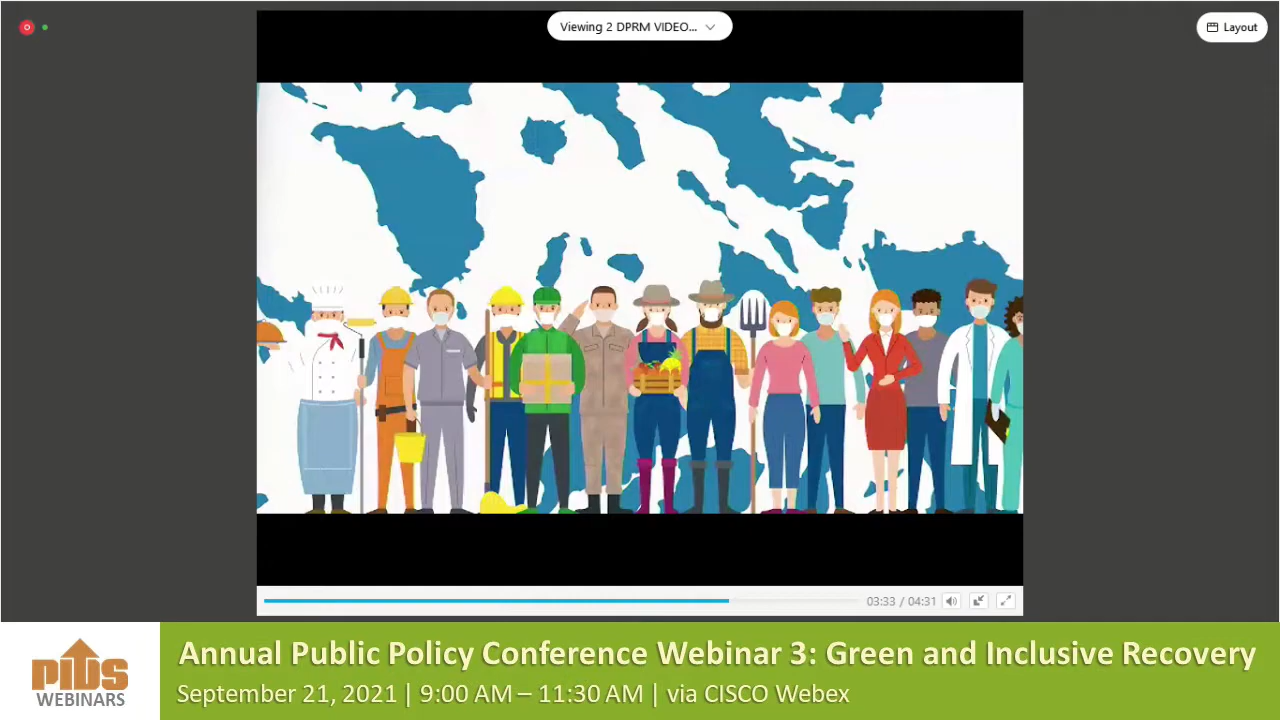 Viewing 2 DPRM VIDEO...
Layout
03:33 / 04:31
PIDS
WEBINARS
Annual Public Policy Conference Webinar 3: Green and Inclusive Recovery
September 21, 2021 | 9:00 AM – 11:30 AM | via CISCO Webex